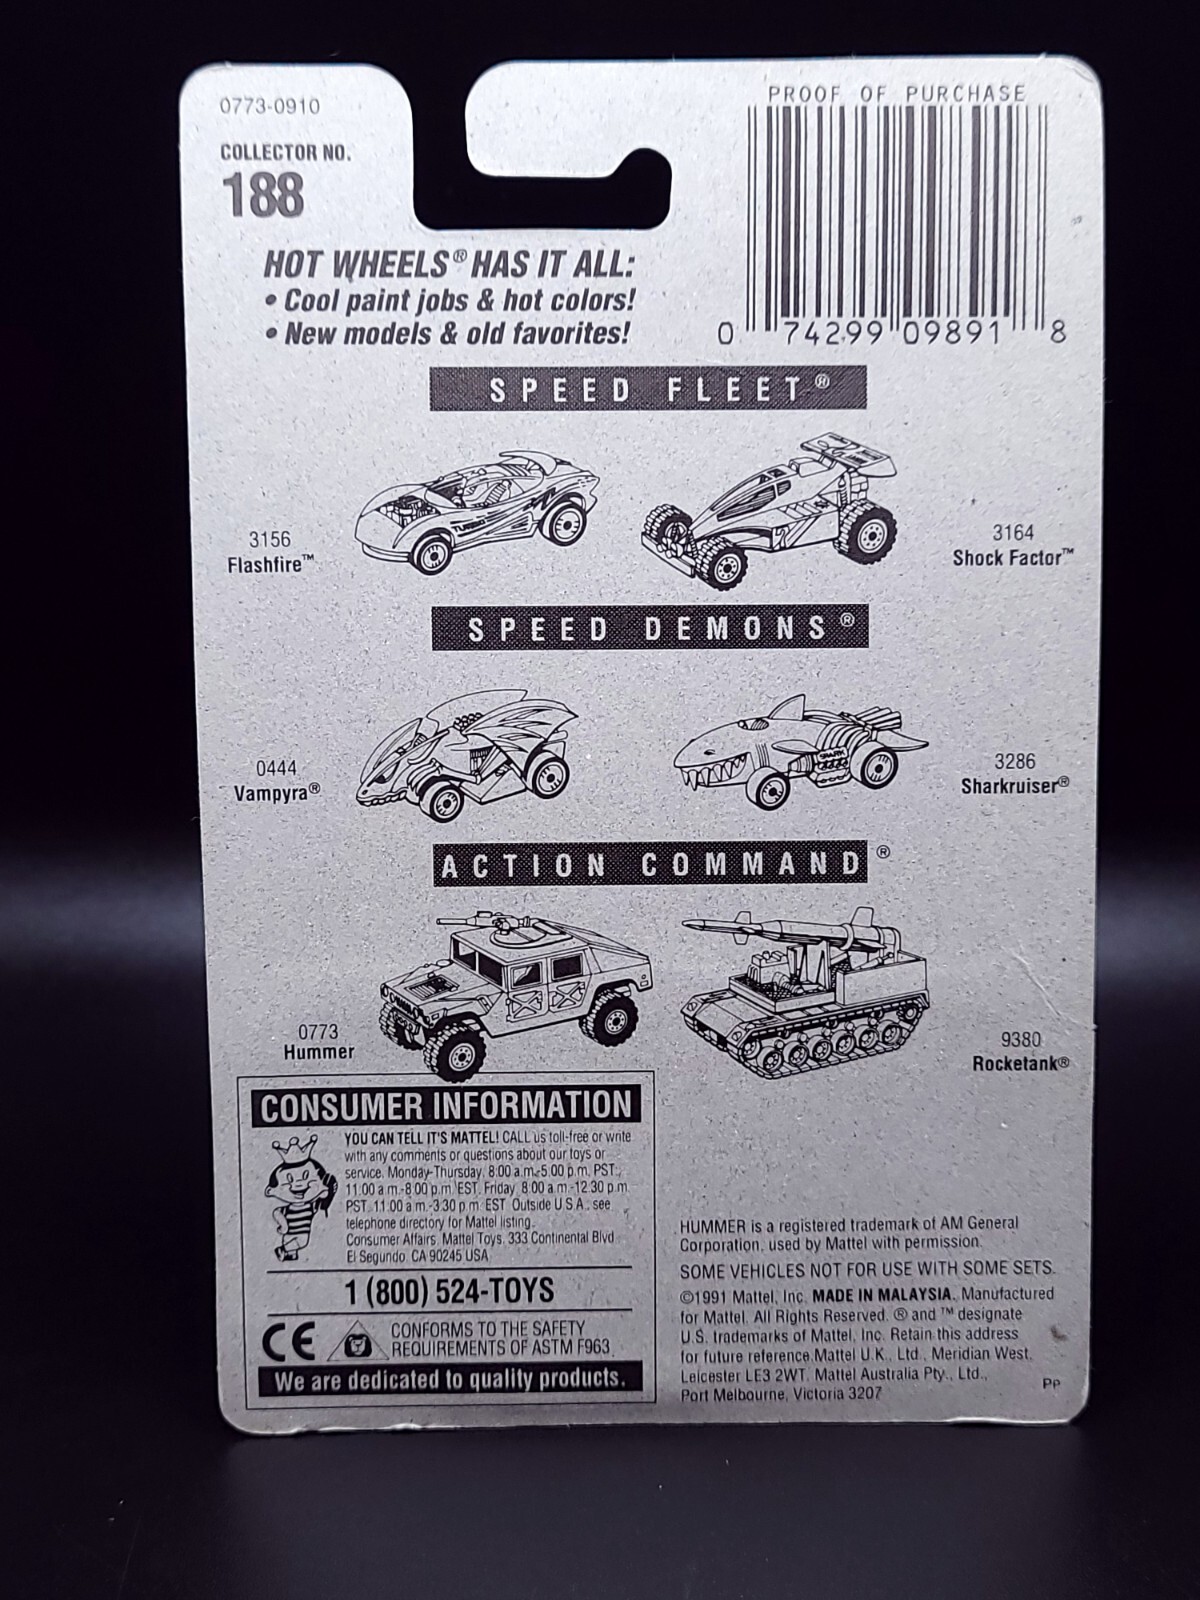 0773-0910
COLLECTOR NO.
188
PROOF OF PURCHASE
0 74299 09891 8
HOT WHEELS® HAS IT ALL:
• Cool paint jobs & hot colors!
• New models & old favorites!
SPEED FLEET®
3156
Flashfire™
TURBO
3164
Shock Factor™
SPEED DEMONS®
0444
Vampyra®
SHARK
3286
Sharkruiser®
ACTION COMMAND®
0773
Hummer
9380
Rocketank®
CONSUMER INFORMATION
YOU CAN TELL IT'S MATTEL! CALL us toll-free or write
with any comments or questions about our toys or
service. Monday-Thursday, 8:00 a.m.-5:00 p.m. PST;
11:00 a.m.-8:00 p.m. EST. Friday, 8:00 a.m.-12:30 p.m.
PST, 11:00 a.m.-3:30 p.m. EST. Outside U.S.A., see
telephone directory for Mattel listing.
Consumer Affairs, Mattel Toys, 333 Continental Blvd.
El Segundo, CA 90245 USA
1 (800) 524-TOYS
CE
CONFORMS TO THE SAFETY
REQUIREMENTS OF ASTM F963.
We are dedicated to quality products.
HUMMER is a registered trademark of AM General
Corporation, used by Mattel with permission.
SOME VEHICLES NOT FOR USE WITH SOME SETS.
©1991 Mattel, Inc. MADE IN MALAYSIA. Manufactured
for Mattel. All Rights Reserved. ® and ™ designate
U.S. trademarks of Mattel, Inc. Retain this address
for future reference. Mattel U.K., Ltd., Meridian West,
Leicester LE3 2WT. Mattel Australia Pty., Ltd.,
Port Melbourne, Victoria 3207
PP